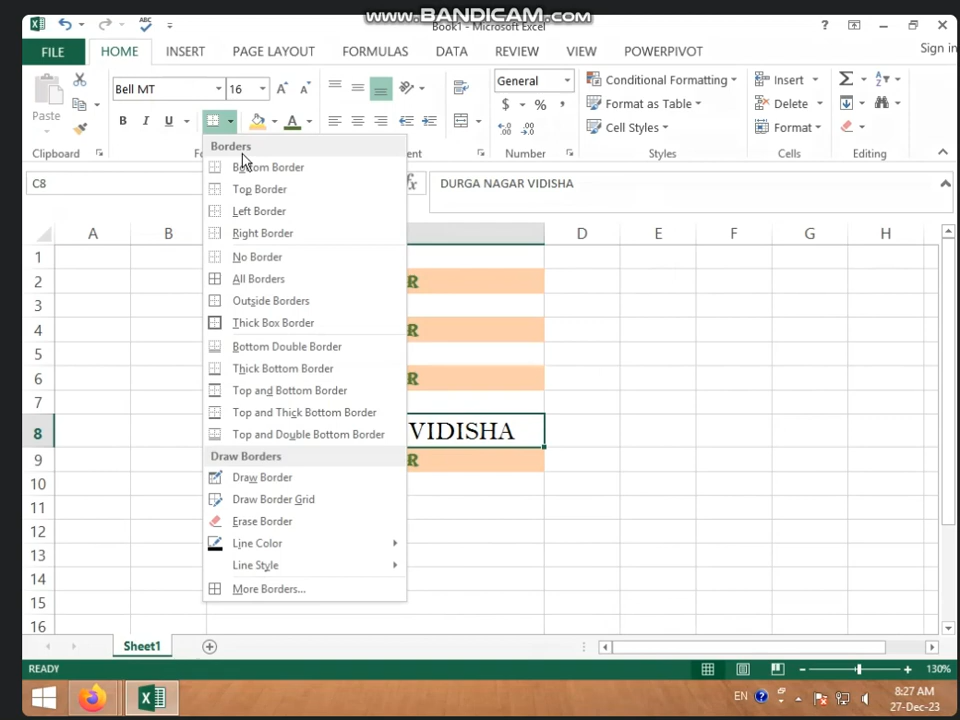 www.BANDICAM.com
Book1 - Microsoft Excel
Sign in
FILE HOME INSERT PAGE LAYOUT FORMULAS DATA REVIEW VIEW POWERPIVOT
Paste
Bell MT 16
B I U
General
$ % ,
Conditional Formatting
Format as Table
Cell Styles
Insert
Delete
Format
Clipboard
Number
Styles
Cells
Editing
C8
DURGA NAGAR VIDISHA
Borders
Bottom Border
Top Border
Left Border
Right Border
No Border
All Borders
Outside Borders
Thick Box Border
Bottom Double Border
Thick Bottom Border
Top and Bottom Border
Top and Thick Bottom Border
Top and Double Bottom Border
Draw Borders
Draw Border
Draw Border Grid
Erase Border
Line Color
Line Style
More Borders...
A B D E F G H
1
2 R
3
4 R
5
6 R
7
8 VIDISHA
9 R
10
11
12
13
14
15
16
Sheet1
READY
130%
EN
8:27 AM
27-Dec-23